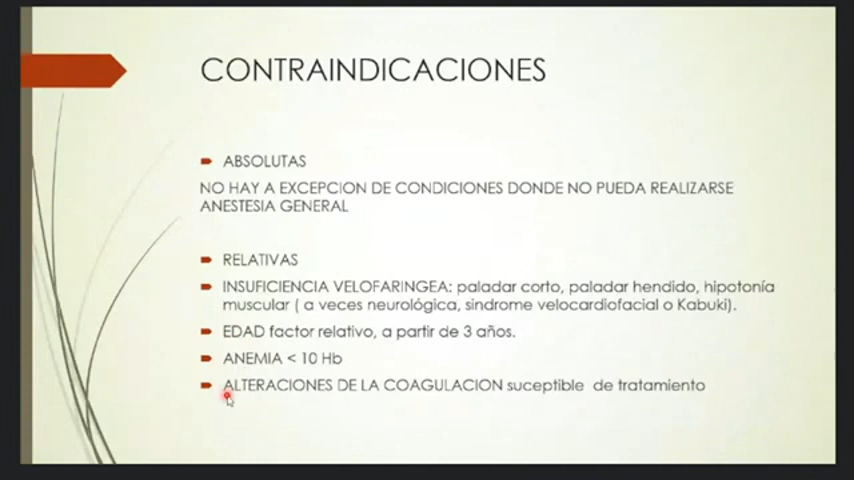 CONTRAINDICACIONES
ABSOLUTAS
NO HAY A EXCEPCION DE CONDICIONES DONDE NO PUEDA REALIZARSE
ANESTESIA GENERAL
RELATIVAS
INSUFICIENCIA VELOFARINGEA: paladar corto, paladar hendido, hipotonía
muscular ( a veces neurológica, sindrome velocardiofacial o Kabuki).
EDAD factor relativo, a partir de 3 años.
ANEMIA < 10 Hb
ALTERACIONES DE LA COAGULACION suceptible de tratamiento